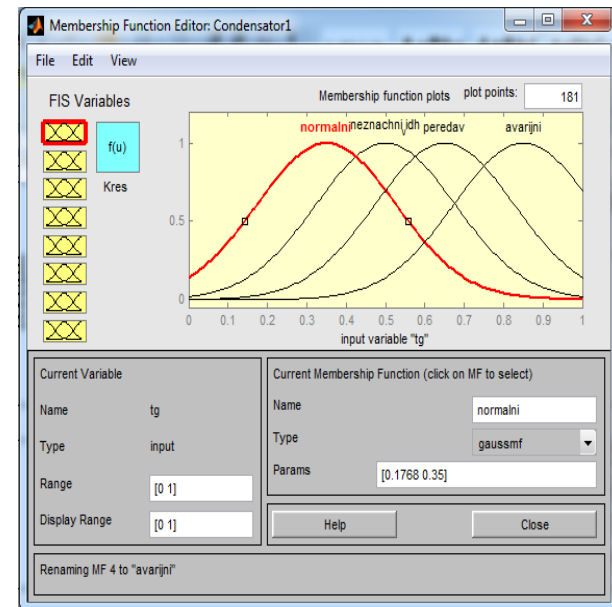 Membership Function Editor: Condensator1
File Edit View
FIS Variables
f(u)
Kres
Membership function plots plot points: 181
normalni neznachni_vidh peredav avarijni
1
0.5
0
0 0.1 0.2 0.3 0.4 0.5 0.6 0.7 0.8 0.9 1
input variable "tg"
Current Variable
Name tg
Type input
Range [0 1]
Display Range [0 1]
Current Membership Function (click on MF to select)
Name normalni
Type gaussmf
Params [0.1768 0.35]
Help Close
Renaming MF 4 to "avarijni"